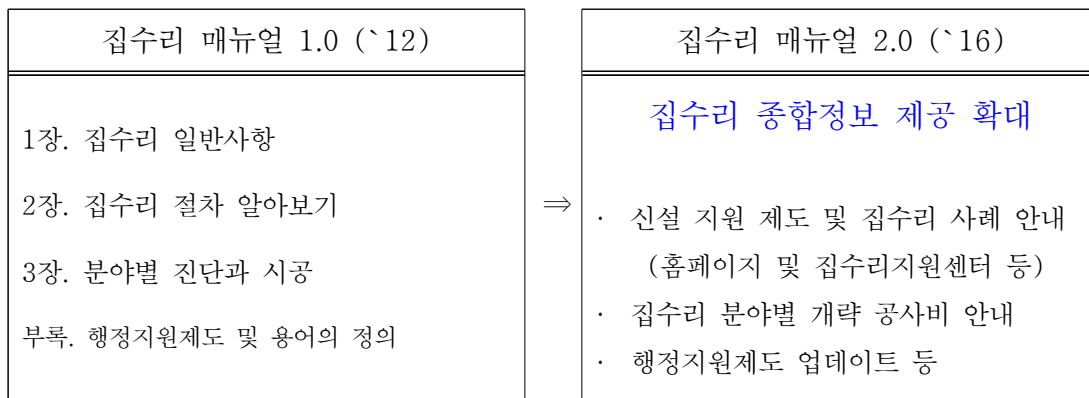 집수리 매뉴얼 1.0 (`12)
1장. 집수리 일반사항
2장. 집수리 절차 알아보기
3장. 분야별 진단과 시공
부록. 행정지원제도 및 용어의 정의
⇒
집수리 매뉴얼 2.0 (`16)
집수리 종합정보 제공 확대
· 신설 지원 제도 및 집수리 사례 안내
(홈페이지 및 집수리지원센터 등)
· 집수리 분야별 개략 공사비 안내
· 행정지원제도 업데이트 등